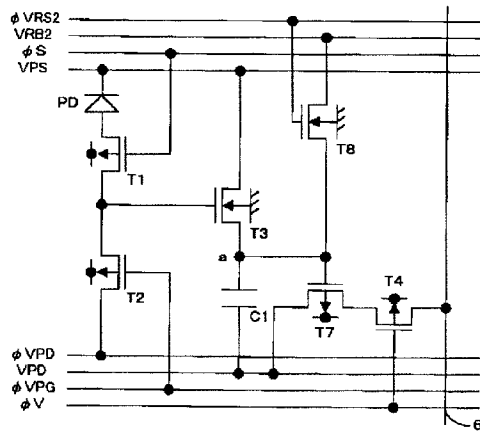 φVRS2
VRB2
φS
VPS
PD
T1
T8
T3
a
T2
C1
T4
T7
φVPD
VPD
φVPG
φV
6